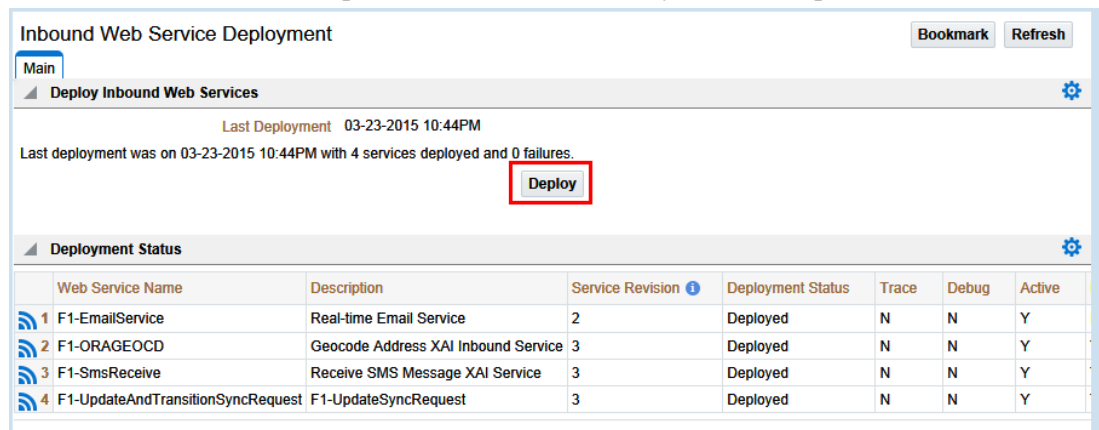 Inbound Web Service Deployment Bookmark Refresh
Main
Deploy Inbound Web Services
Last Deployment 03-23-2015 10:44PM
Last deployment was on 03-23-2015 10:44PM with 4 services deployed and 0 failures.
Deploy
Deployment Status
Web Service Name Description Service Revision Deployment Status Trace Debug Active
1 F1-EmailService Real-time Email Service 2 Deployed N N Y
2 F1-ORAGEOCD Geocode Address XAI Inbound Service 3 Deployed N N Y
3 F1-SmsReceive Receive SMS Message XAI Service 3 Deployed N N Y
4 F1-UpdateAndTransitionSyncRequest F1-UpdateSyncRequest 3 Deployed N N Y